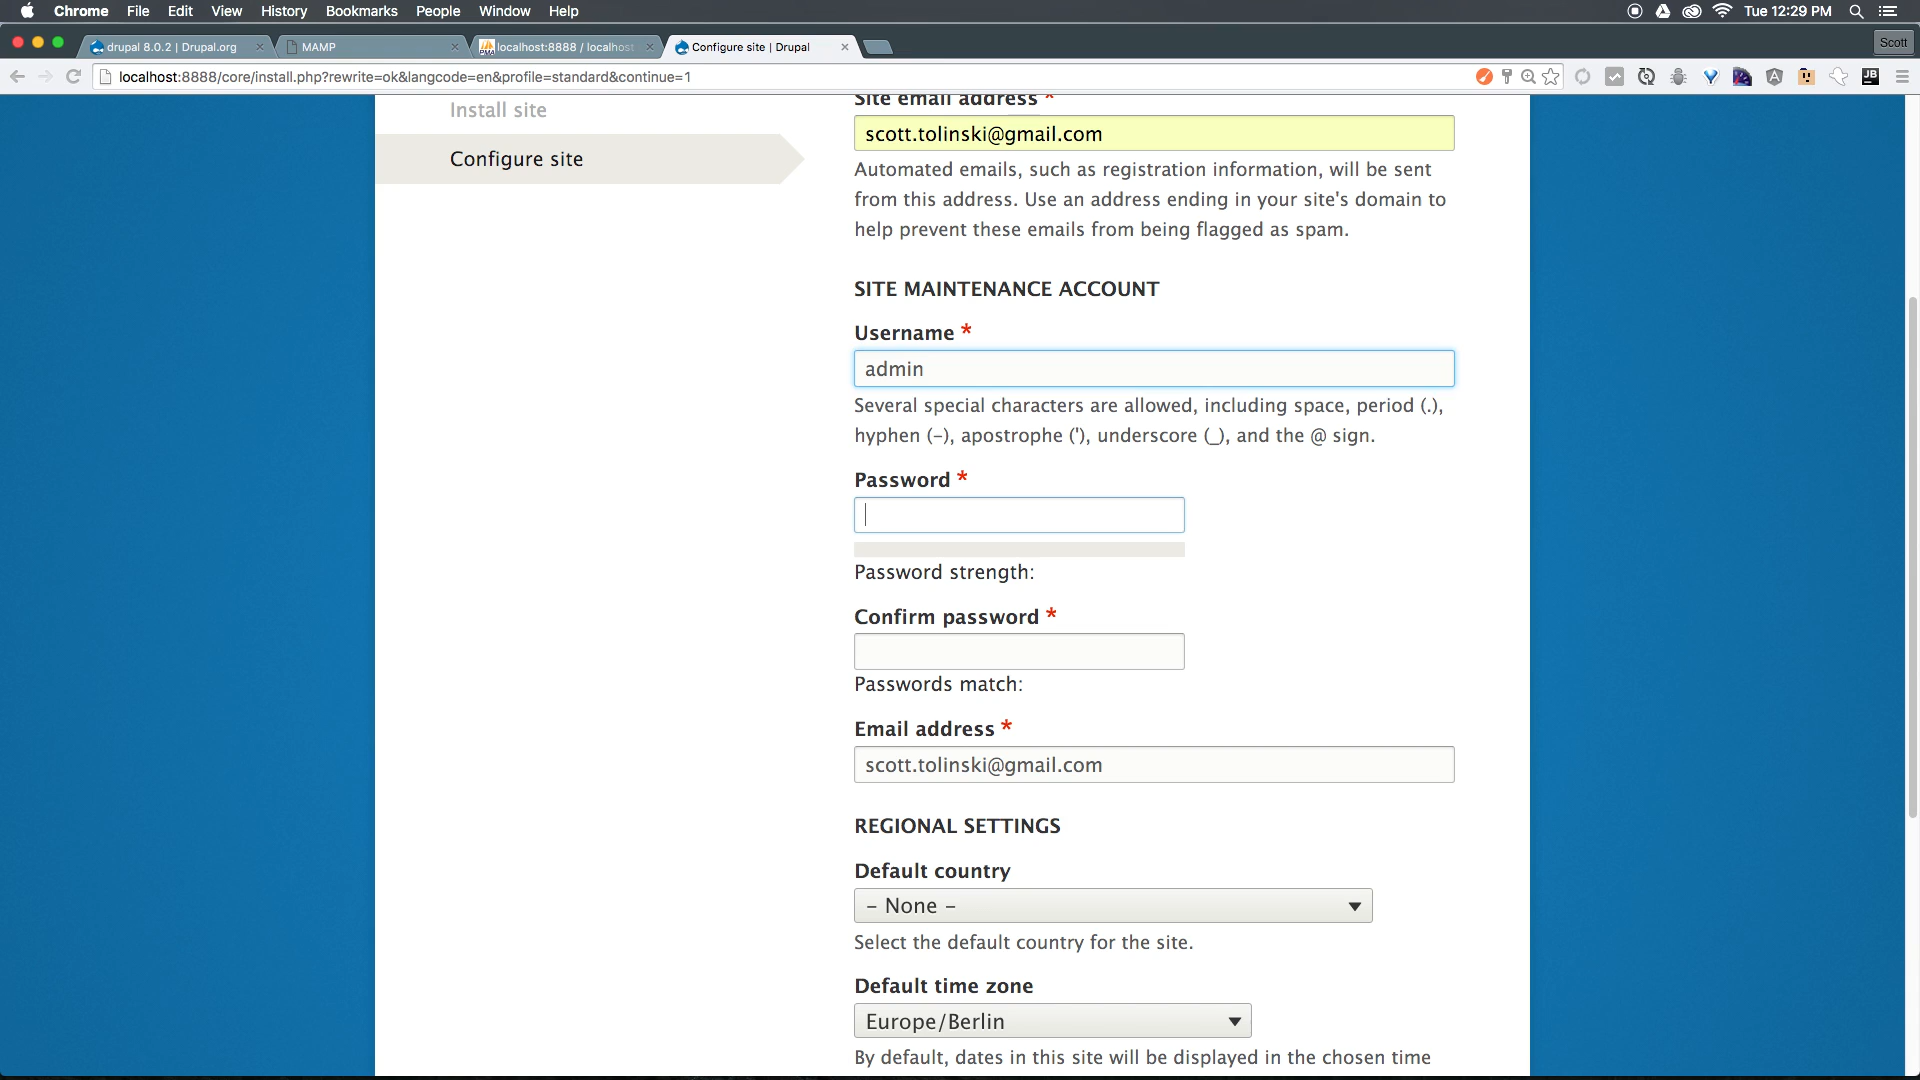 Chrome File Edit View History Bookmarks People Window Help Tue 12:29 PM
drupal 8.0.2 | Drupal.org MAMP localhost:8888 / localhost Configure site | Drupal Scott
localhost:8888/core/install.php?rewrite=ok&langcode=en&profile=standard&continue=1 JB
Site email address *
Install site
scott.tolinski@gmail.com
Configure site
Automated emails, such as registration information, will be sent
from this address. Use an address ending in your site's domain to
help prevent these emails from being flagged as spam.
SITE MAINTENANCE ACCOUNT
Username *
admin
Several special characters are allowed, including space, period (.),
hyphen (-), apostrophe ('), underscore (_), and the @ sign.
Password *
Password strength:
Confirm password *
Passwords match:
Email address *
scott.tolinski@gmail.com
REGIONAL SETTINGS
Default country
- None -
Select the default country for the site.
Default time zone
Europe/Berlin
By default, dates in this site will be displayed in the chosen time